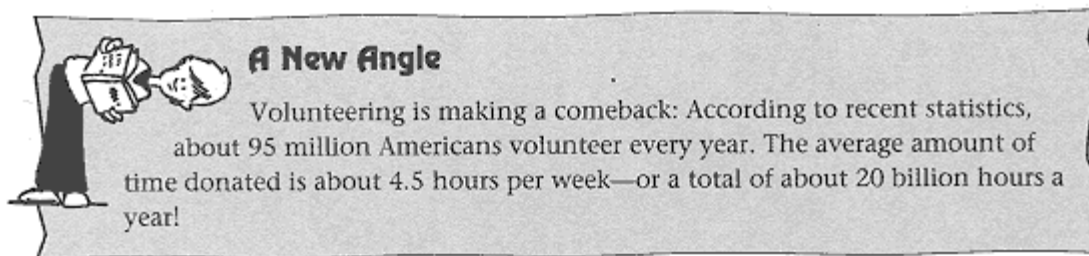 A New Angle
Volunteering is making a comeback: According to recent statistics,
about 95 million Americans volunteer every year. The average amount of
time donated is about 4.5 hours per week—or a total of about 20 billion hours a
year!